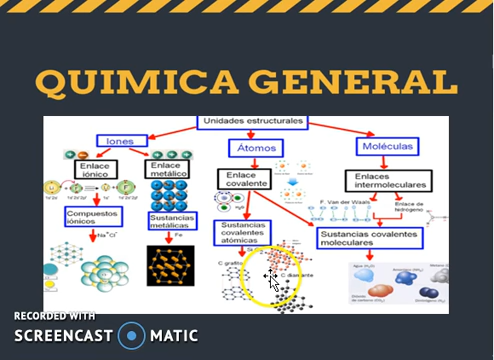 QUIMICA GENERAL
Unidades estructurales
Iones
Átomos
Moléculas
Enlace iónico
Enlace metálico
Enlace covalente
Enlaces intermoleculares
F. Van der Waals
Enlace de hidrógeno
Compuestos iónicos
Sustancias metálicas
Sustancias covalentes atómicas
Sustancias covalentes moleculares
Na⁺Cl⁻
Fe
C grafito
C diamante
RECORDED WITH
SCREENCAST MATIC